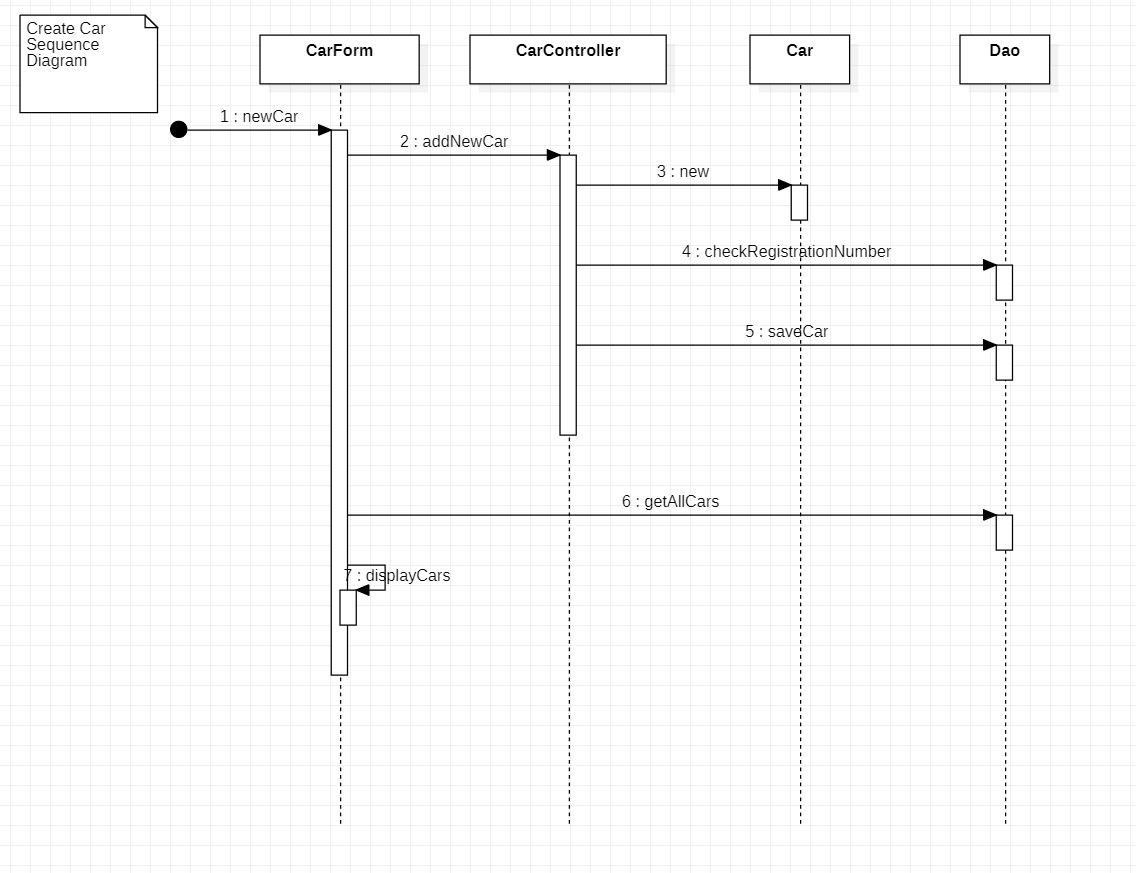 Create Car
Sequence
Diagram
CarForm
CarController
Car
Dao
1 : newCar
2 : addNewCar
3 : new
4 : checkRegistrationNumber
5 : saveCar
6 : getAllCars
7 : displayCars